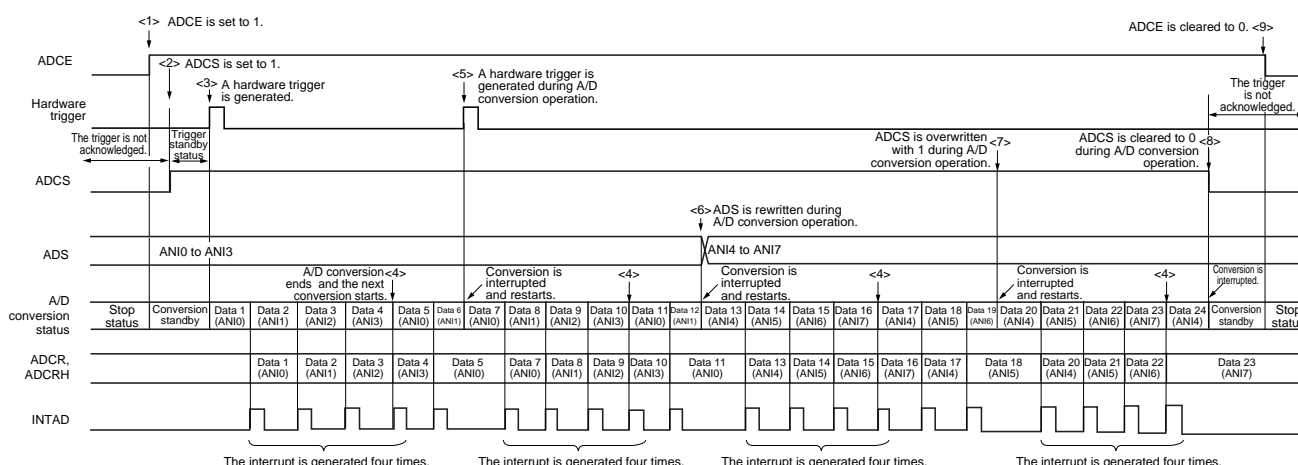 <1> ADCE is set to 1.
ADCE is cleared to 0. <9>
ADCE
<2> ADCS is set to 1.
<3> A hardware trigger
is generated.
<5> A hardware trigger is
generated during A/D
conversion operation.
The trigger
is not
acknowledged.
Hardware
trigger
The trigger is not
acknowledged.
Trigger
standby
status
ADCS is overwritten
with 1 during A/D
conversion operation.
<7>
ADCS is cleared to 0
during A/D conversion
operation.
<8>
ADCS
<6> ADS is rewritten during
A/D conversion operation.
ADS
ANI0 to ANI3
ANI4 to ANI7
A/D conversion
ends and the next
conversion starts.
<4>
Conversion is
interrupted
and restarts.
<4>
Conversion is
interrupted
and restarts.
<4>
Conversion is
interrupted
and restarts.
<4>
Conversion is
interrupted.
A/D
conversion
status
Stop
status
Conversion
standby
Data 1
(ANI0)
Data 2
(ANI1)
Data 3
(ANI2)
Data 4
(ANI3)
Data 5
(ANI0)
Data 6
(ANI1)
Data 7
(ANI0)
Data 8
(ANI1)
Data 9
(ANI2)
Data 10
(ANI3)
Data 11
(ANI0)
Data 12
(ANI1)
Data 13
(ANI4)
Data 14
(ANI5)
Data 15
(ANI6)
Data 16
(ANI7)
Data 17
(ANI4)
Data 18
(ANI5)
Data 19
(ANI6)
Data 20
(ANI4)
Data 21
(ANI5)
Data 22
(ANI6)
Data 23
(ANI7)
Data 24
(ANI4)
Conversion
standby
Stop
status
ADCR,
ADCRH
Data 1
(ANI0)
Data 2
(ANI1)
Data 3
(ANI2)
Data 4
(ANI3)
Data 5
(ANI0)
Data 7
(ANI0)
Data 8
(ANI1)
Data 9
(ANI2)
Data 10
(ANI3)
Data 11
(ANI0)
Data 13
(ANI4)
Data 14
(ANI5)
Data 15
(ANI6)
Data 16
(ANI7)
Data 17
(ANI4)
Data 18
(ANI5)
Data 20
(ANI4)
Data 21
(ANI5)
Data 22
(ANI6)
Data 23
(ANI7)
INTAD
The interrupt is generated four times.
The interrupt is generated four times.
The interrupt is generated four times.
The interrupt is generated four times.